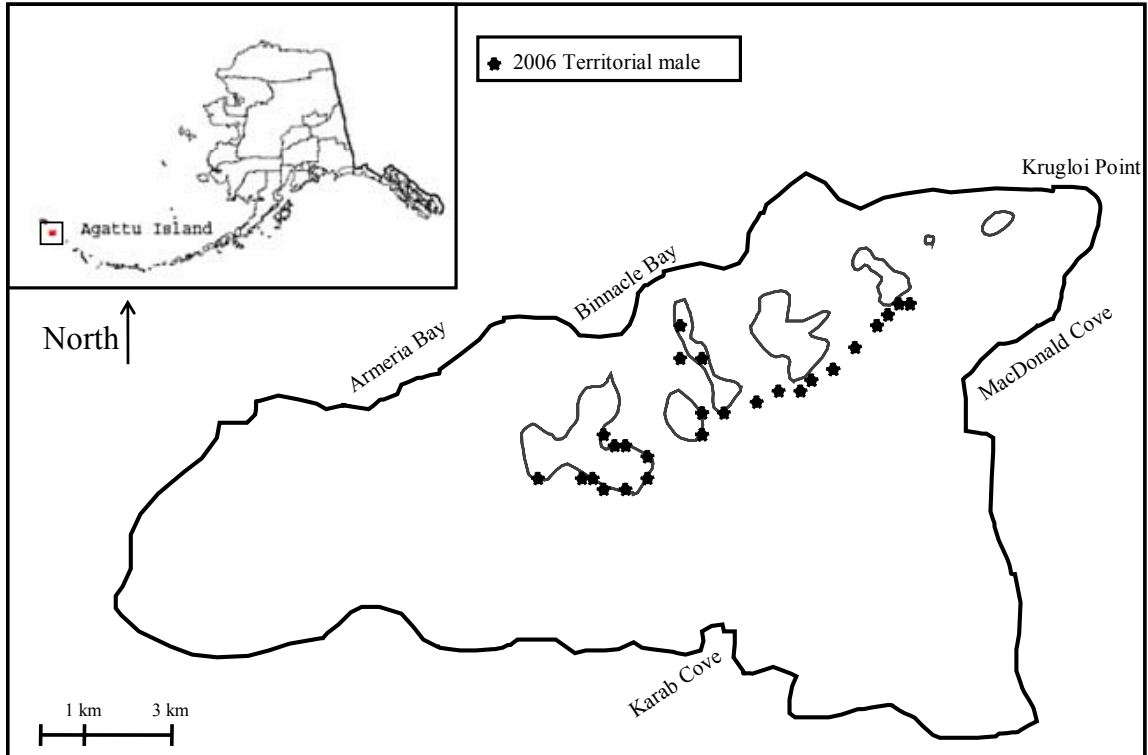 2006 Territorial male
Agattu Island
North
Krugloi Point
Binnacle Bay
Armeria Bay
MacDonald Cove
Karab Cove
1 km
3 km